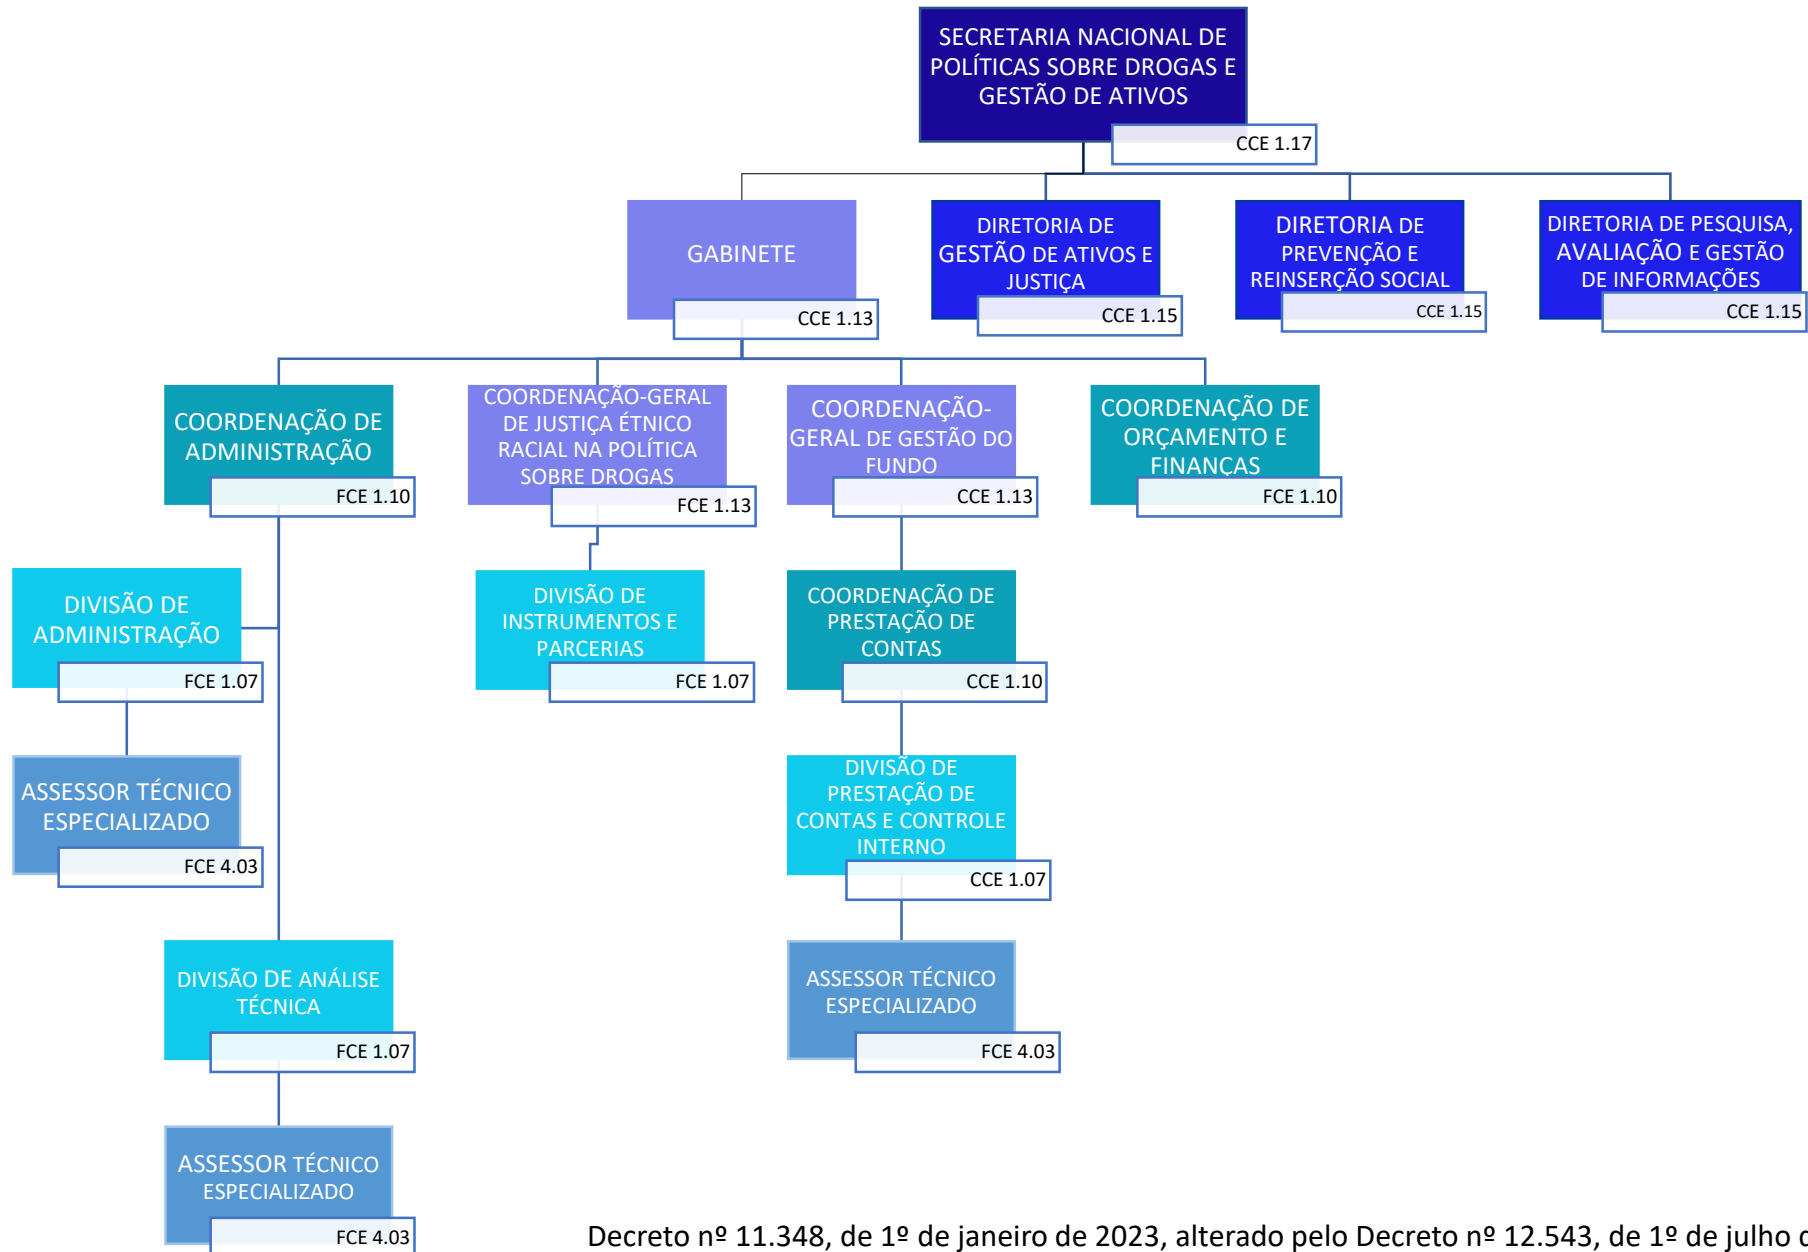 SECRETARIA NACIONAL DE
POLÍTICAS SOBRE DROGAS E
GESTÃO DE ATIVOS
CCE 1.17
GABINETE
CCE 1.13
DIRETORIA DE
GESTÃO DE ATIVOS E
JUSTIÇA
CCE 1.15
DIRETORIA DE
PREVENÇÃO E
REINSERÇÃO SOCIAL
CCE 1.15
DIRETORIA DE PESQUISA,
AVALIAÇÃO E GESTÃO
DE INFORMAÇÕES
CCE 1.15
COORDENAÇÃO DE
ADMINISTRAÇÃO
FCE 1.10
COORDENAÇÃO-GERAL
DE JUSTIÇA ÉTNICO
RACIAL NA POLÍTICA
SOBRE DROGAS
FCE 1.13
COORDENAÇÃO-
GERAL DE GESTÃO DO
FUNDO
CCE 1.13
COORDENAÇÃO DE
ORÇAMENTO E
FINANÇAS
FCE 1.10
DIVISÃO DE
ADMINISTRAÇÃO
FCE 1.07
DIVISÃO DE
INSTRUMENTOS E
PARCERIAS
FCE 1.07
COORDENAÇÃO DE
PRESTAÇÃO DE
CONTAS
CCE 1.10
ASSESSOR TÉCNICO
ESPECIALIZADO
FCE 4.03
DIVISÃO DE
PRESTAÇÃO DE
CONTAS E CONTROLE
INTERNO
CCE 1.07
DIVISÃO DE ANÁLISE
TÉCNICA
FCE 1.07
ASSESSOR TÉCNICO
ESPECIALIZADO
FCE 4.03
ASSESSOR TÉCNICO
ESPECIALIZADO
FCE 4.03
Decreto nº 11.348, de 1º de janeiro de 2023, alterado pelo Decreto nº 12.543, de 1º de julho